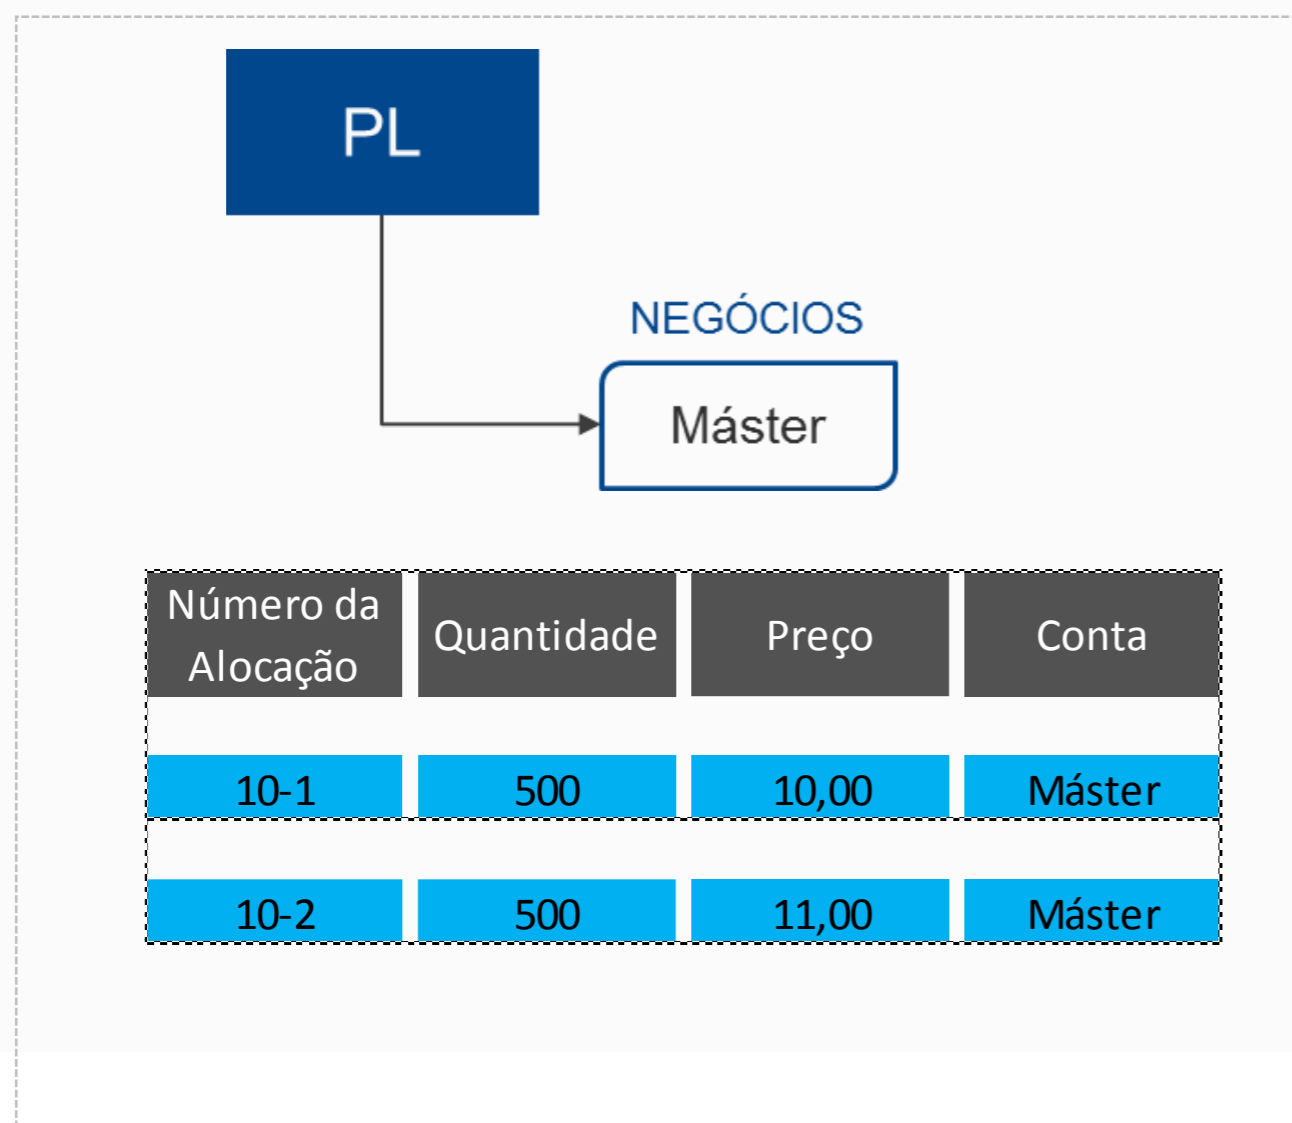 PL
NEGÓCIOS
Máster
Número da
Alocação
Quantidade
Preço
Conta
10-1 500 10,00 Máster
10-2 500 11,00 Máster